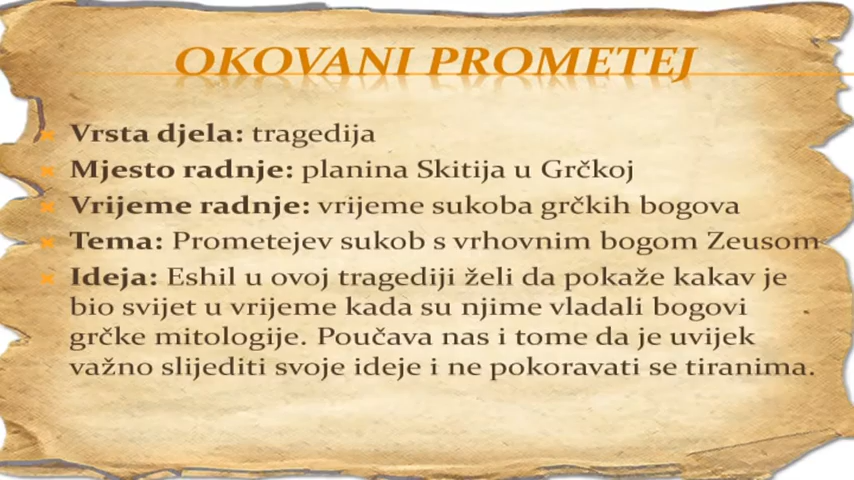 OKOVANI PROMETEJ
Vrsta djela: tragedija
Mjesto radnje: planina Skitija u Grčkoj
Vrijeme radnje: vrijeme sukoba grčkih bogova
Tema: Prometejev sukob s vrhovnim bogom Zeusom
Ideja: Eshil u ovoj tragediji želi da pokaže kakav je
bio svijet u vrijeme kada su njime vladali bogovi
grčke mitologije. Poučava nas i tome da je uvijek
važno slijediti svoje ideje i ne pokoravati se tiranima.